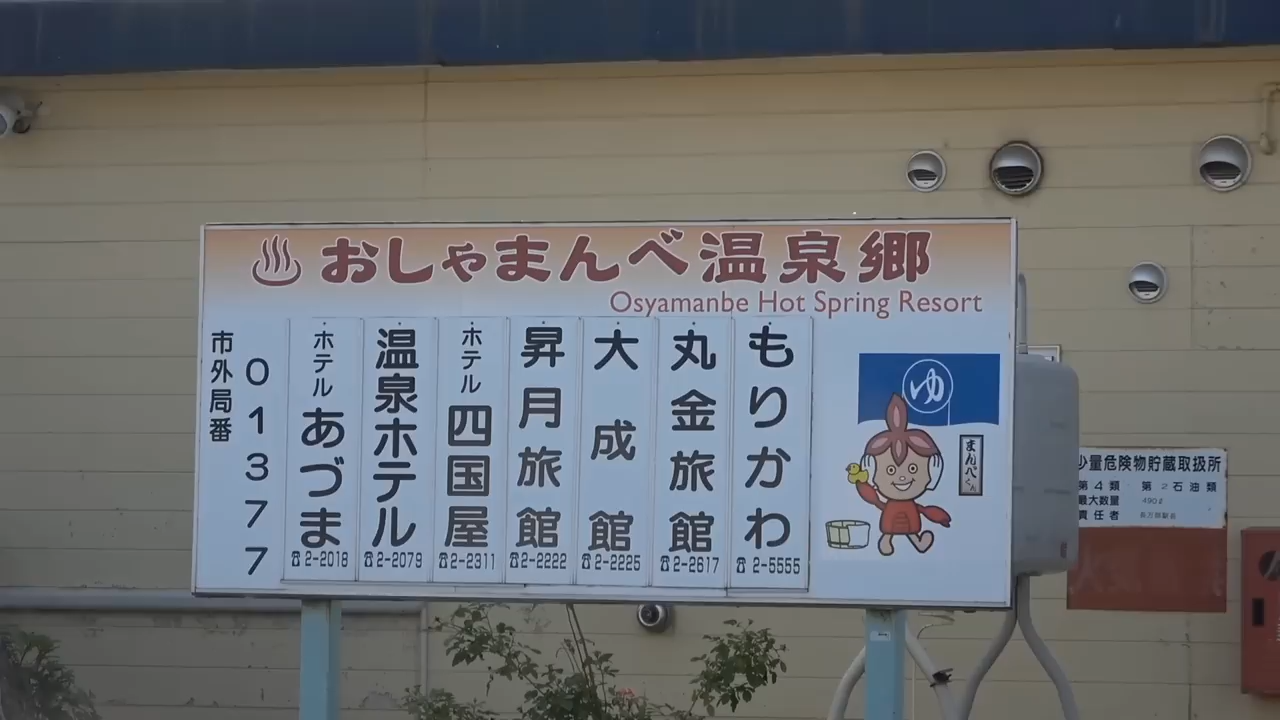 おしゃまんべ温泉郷
Osyamanbe Hot Spring Resort
市外局番
01377
ホテル あづま
☎2-2018
温泉ホテル
☎2-2079
ホテル 四国屋
☎2-2311
昇月旅館
☎2-2222
大成館
☎2-2225
丸金旅館
☎2-2617
もりかわ
☎2-5555
ゆ
まんべくん
少量危険物貯蔵取扱所
第4類 第2石油類
最大数量 490ℓ
責任者